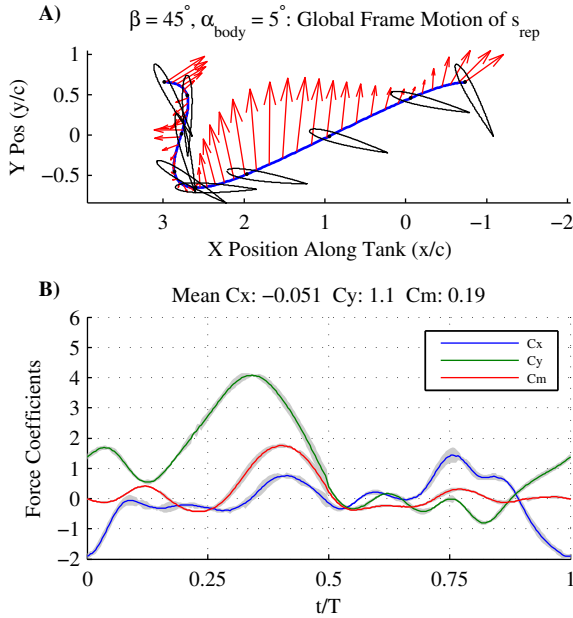 A)
β = 45°, α_body = 5°: Global Frame Motion of s_rep
Y Pos (y/c)
1
0.5
0
−0.5
3 2 1 0 −1 −2
X Position Along Tank (x/c)
B)
Mean Cx: −0.051 Cy: 1.1 Cm: 0.19
Force Coefficients
6
5
4
3
2
1
0
−1
−2
Cx
Cy
Cm
0 0.25 0.5 0.75 1
t/T